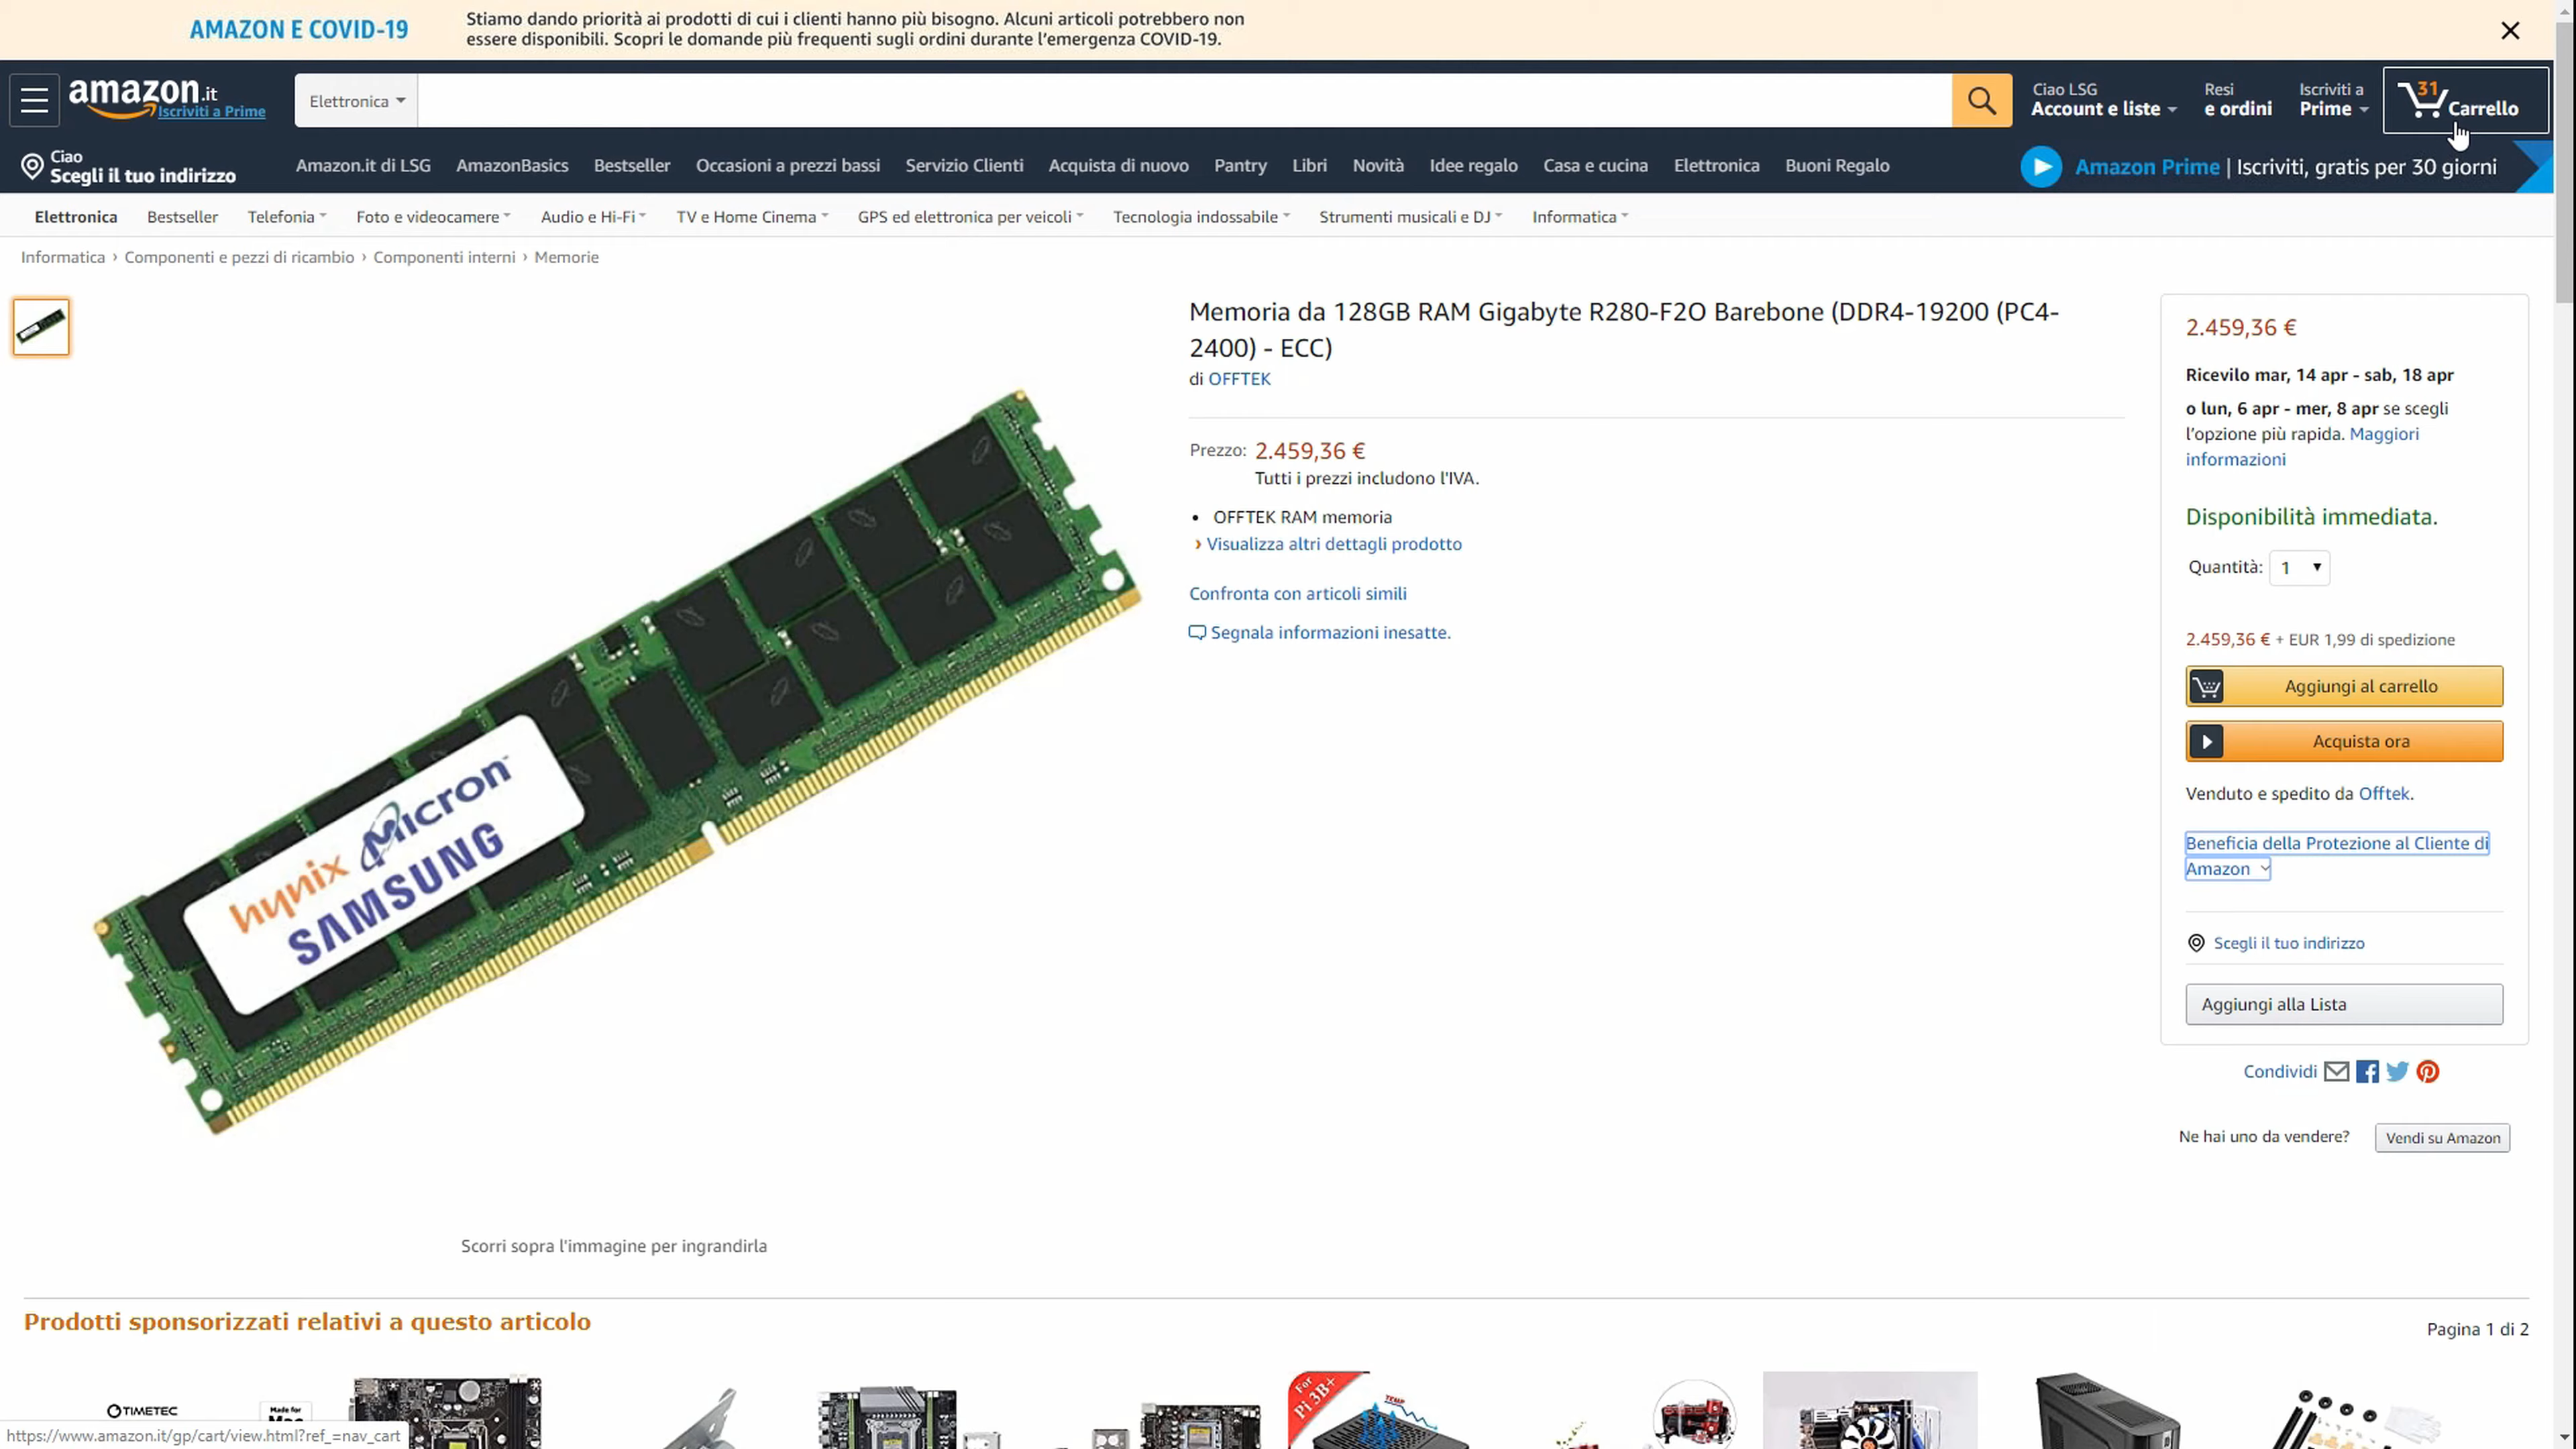 AMAZON E COVID-19
Stiamo dando priorità ai prodotti di cui i clienti hanno più bisogno. Alcuni articoli potrebbero non
essere disponibili. Scopri le domande più frequenti sugli ordini durante l'emergenza COVID-19.
amazon.it
Iscriviti a Prime
Elettronica
Ciao LSG
Account e liste
Resi
e ordini
Iscriviti a
Prime
31
Carrello
Ciao
Scegli il tuo indirizzo
Amazon.it di LSG
AmazonBasics
Bestseller
Occasioni a prezzi bassi
Servizio Clienti
Acquista di nuovo
Pantry
Libri
Novità
Idee regalo
Casa e cucina
Elettronica
Buoni Regalo
Amazon Prime | Iscriviti, gratis per 30 giorni
Elettronica
Bestseller
Telefonia
Foto e videocamere
Audio e Hi-Fi
TV e Home Cinema
GPS ed elettronica per veicoli
Tecnologia indossabile
Strumenti musicali e DJ
Informatica
Informatica › Componenti e pezzi di ricambio › Componenti interni › Memorie
hynix Micron
SAMSUNG
Scorri sopra l'immagine per ingrandirla
Memoria da 128GB RAM Gigabyte R280-F2O Barebone (DDR4-19200 (PC4-
2400) - ECC)
di OFFTEK
Prezzo: 2.459,36 €
Tutti i prezzi includono l'IVA.
• OFFTEK RAM memoria
› Visualizza altri dettagli prodotto
Confronta con articoli simili
Segnala informazioni inesatte.
2.459,36 €
Ricevilo mar, 14 apr - sab, 18 apr
o lun, 6 apr - mer, 8 apr se scegli
l'opzione più rapida. Maggiori
informazioni
Disponibilità immediata.
Quantità: 1
2.459,36 € + EUR 1,99 di spedizione
Aggiungi al carrello
Acquista ora
Venduto e spedito da Offtek.
Beneficia della Protezione al Cliente di
Amazon
Scegli il tuo indirizzo
Aggiungi alla Lista
Condividi
Ne hai uno da vendere?
Vendi su Amazon
Prodotti sponsorizzati relativi a questo articolo
Pagina 1 di 2
TIMETEC
Made for
For
Pi 3B+
TEMP
https://www.amazon.it/gp/cart/view.html?ref_=nav_cart